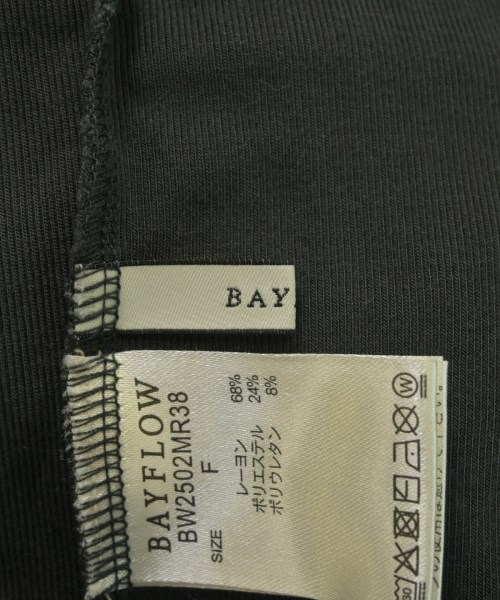 BAY
BAYFLOW
BW2502MR38
SIZE F
レーヨン 68%
ポリエステル 24%
ポリウレタン 8%
W
30